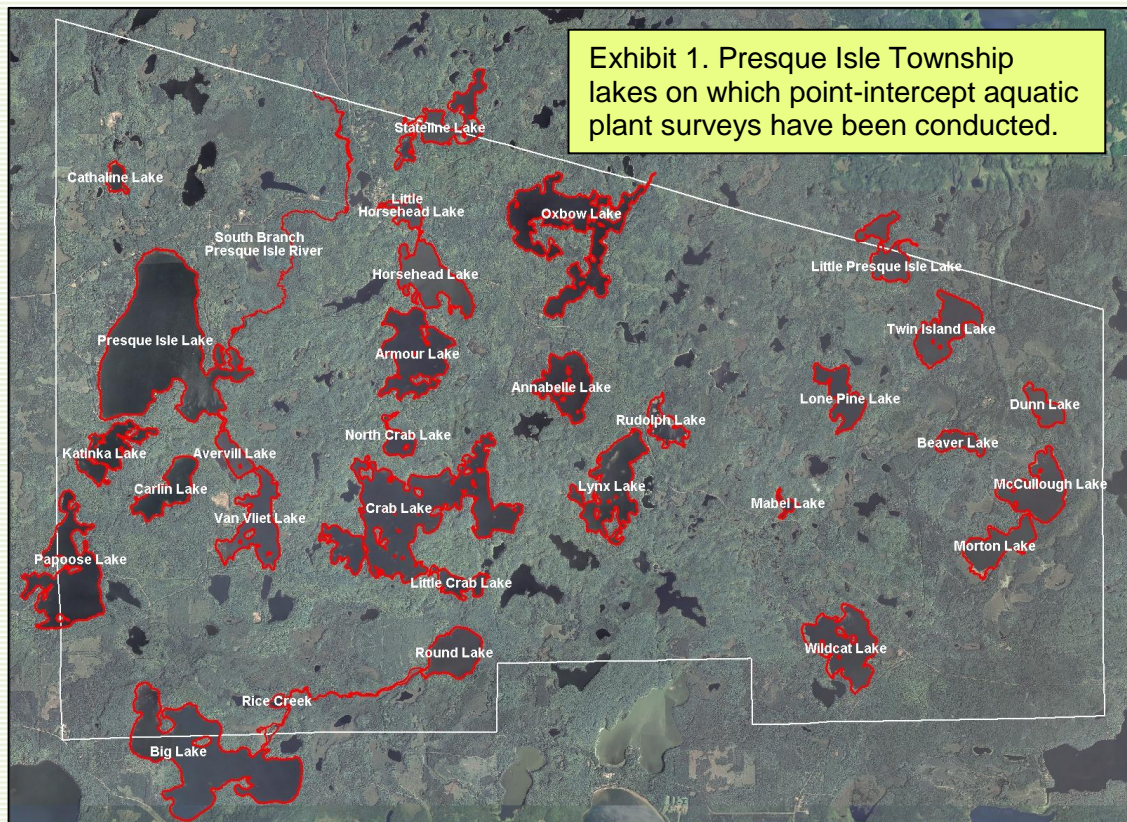 Exhibit 1. Presque Isle Township
lakes on which point-intercept aquatic
plant surveys have been conducted.
Stateline Lake
Cathaline Lake
Little
Horsehead Lake
Oxbow Lake
South Branch
Presque Isle River
Little Presque Isle Lake
Horsehead Lake
Twin Island Lake
Presque Isle Lake
Armour Lake
Annabelle Lake
Lone Pine Lake
Dunn Lake
Rudolph Lake
North Crab Lake
Beaver Lake
Katinka Lake
Avervill Lake
Carlin Lake
McCullough Lake
Lynx Lake
Mabel Lake
Crab Lake
Van Vliet Lake
Morton Lake
Papoose Lake
Little Crab Lake
Wildcat Lake
Round Lake
Rice Creek
Big Lake